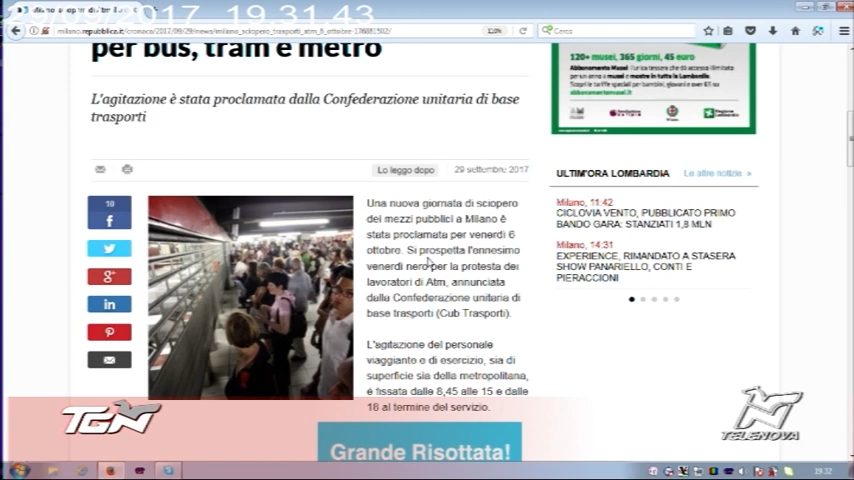 29/09/2017 19.31.43
milano.repubblica.it/cronaca/2017/09/29/news/milano_sciopero_trasporti_atm_6_ottobre-176881502/
110%
Cerca
per bus, tram e metro
L'agitazione è stata proclamata dalla Confederazione unitaria di base
trasporti
Lo leggo dopo
29 settembre 2017
18
Una nuova giornata di sciopero
dei mezzi pubblici a Milano è
stata proclamata per venerdì 6
ottobre. Si prospetta l'ennesimo
venerdì nero per la protesta dei
lavoratori di Atm, annunciata
dalla Confederazione unitaria di
base trasporti (Cub Trasporti).
L'agitazione del personale
viaggiante e di esercizio, sia di
superficie sia della metropolitana,
è fissata dalle 8,45 alle 15 e dalle
18 al termine del servizio.
Grande Risottata!
120+ musei, 365 giorni, 45 euro
Abbonamento Musei
abbonamentomusei.it
ULTIM'ORA LOMBARDIA
Le altre notizie »
Milano, 11:42
CICLOVIA VENTO, PUBBLICATO PRIMO
BANDO GARA: STANZIATI 1,8 MLN
Milano, 14:31
EXPERIENCE, RIMANDATO A STASERA
SHOW PANARIELLO, CONTI E
PIERACCIONI
TGN
TELENOVA
19:32